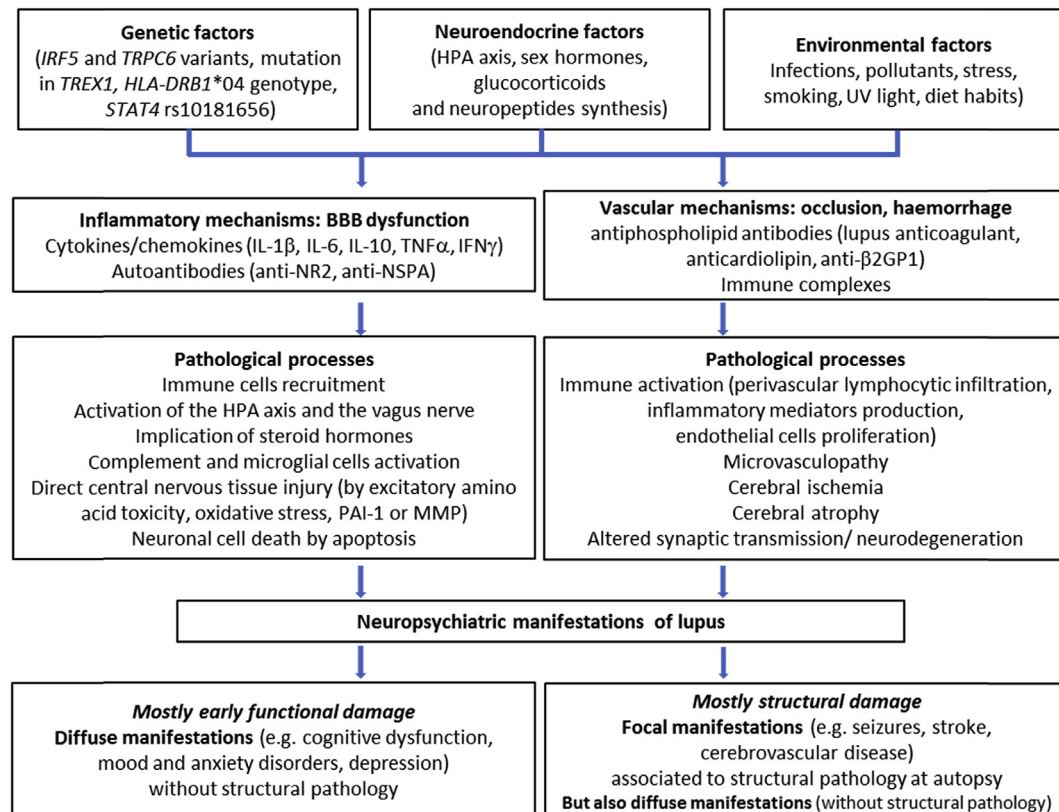 Genetic factors
(IRF5 and TRPC6 variants, mutation
in TREX1, HLA-DRB1*04 genotype,
STAT4 rs10181656)
Neuroendocrine factors
(HPA axis, sex hormones,
glucocorticoids
and neuropeptides synthesis)
Environmental factors
Infections, pollutants, stress,
smoking, UV light, diet habits)
Inflammatory mechanisms: BBB dysfunction
Cytokines/chemokines (IL-1β, IL-6, IL-10, TNFα, IFNγ)
Autoantibodies (anti-NR2, anti-NSPA)
Vascular mechanisms: occlusion, haemorrhage
antiphospholipid antibodies (lupus anticoagulant,
anticardiolipin, anti-β2GP1)
Immune complexes
Pathological processes
Immune cells recruitment
Activation of the HPA axis and the vagus nerve
Implication of steroid hormones
Complement and microglial cells activation
Direct central nervous tissue injury (by excitatory amino
acid toxicity, oxidative stress, PAI-1 or MMP)
Neuronal cell death by apoptosis
Pathological processes
Immune activation (perivascular lymphocytic infiltration,
inflammatory mediators production,
endothelial cells proliferation)
Microvasculopathy
Cerebral ischemia
Cerebral atrophy
Altered synaptic transmission/ neurodegeneration
Neuropsychiatric manifestations of lupus
Mostly early functional damage
Diffuse manifestations (e.g. cognitive dysfunction,
mood and anxiety disorders, depression)
without structural pathology
Mostly structural damage
Focal manifestations (e.g. seizures, stroke,
cerebrovascular disease)
associated to structural pathology at autopsy
But also diffuse manifestations (without structural pathology)